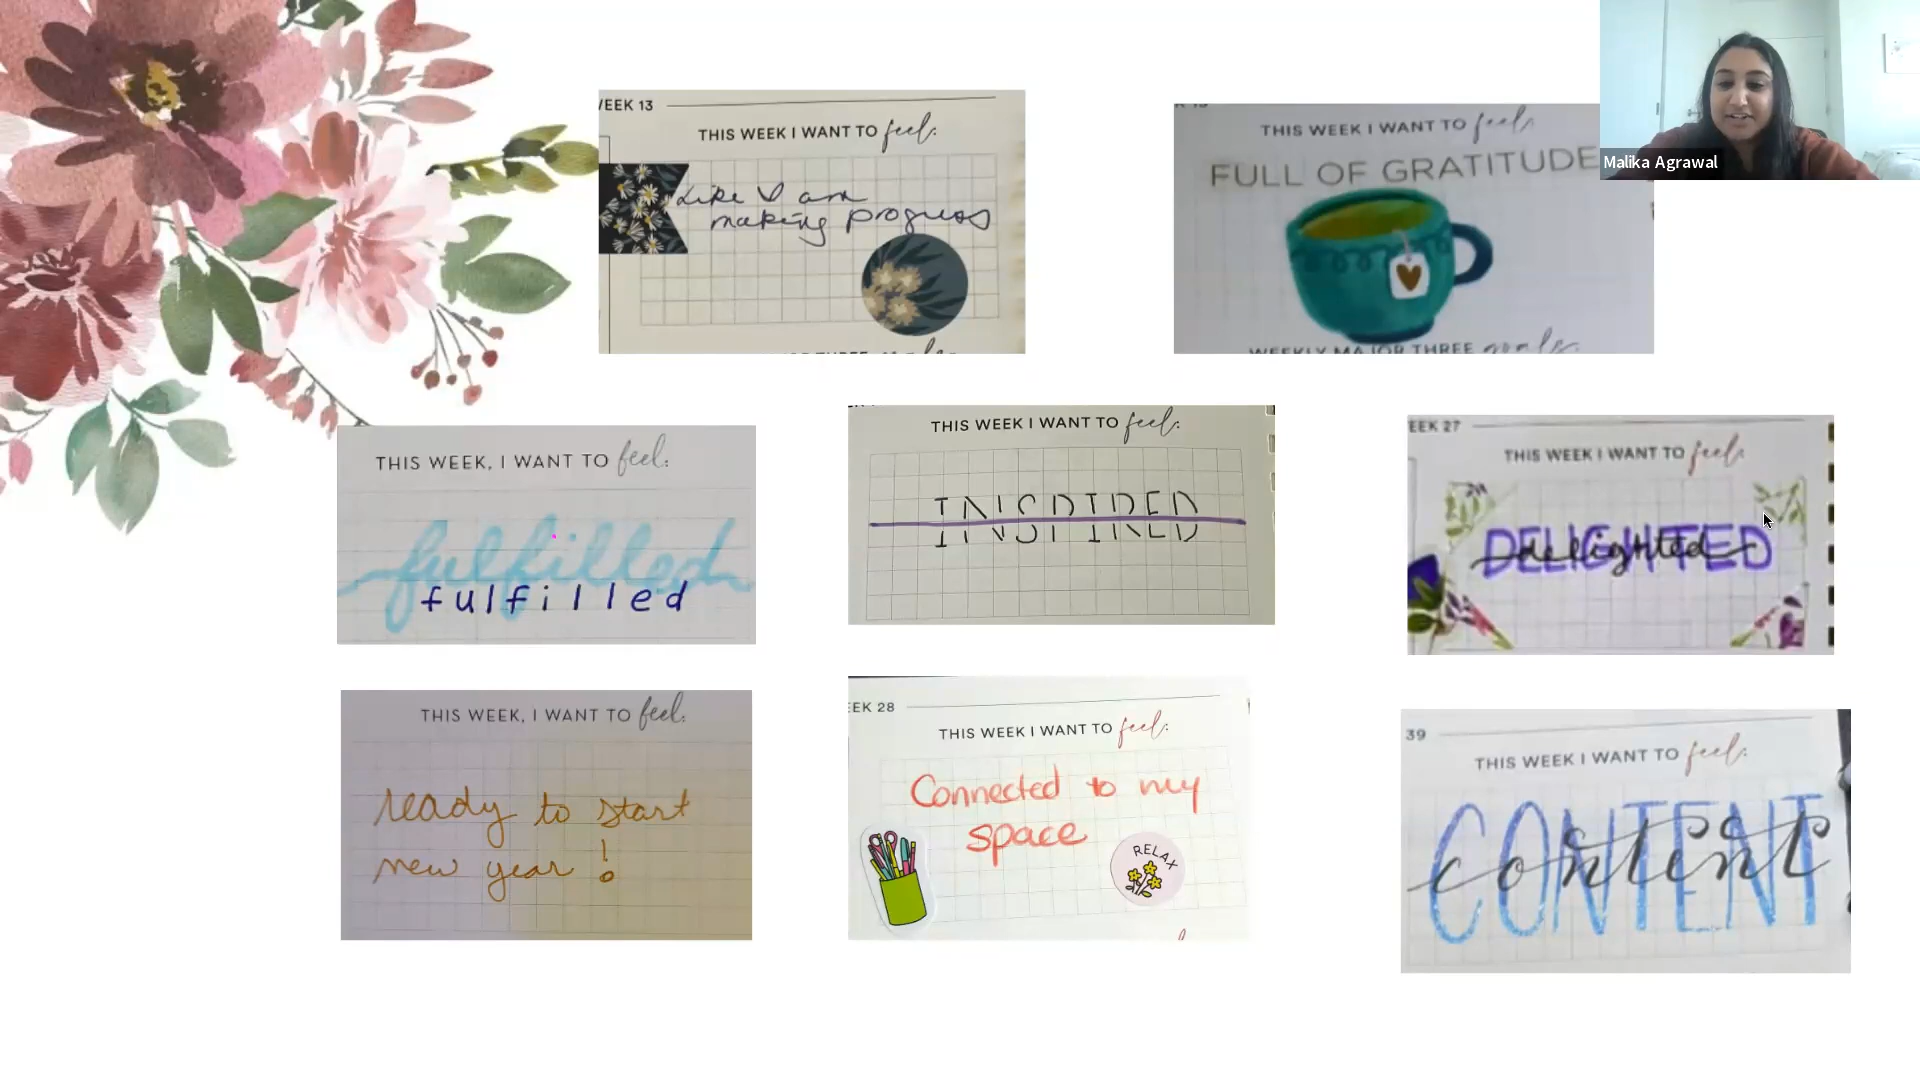 Malika Agrawal
WEEK 13
THIS WEEK I WANT TO feel:
Like I am
making progress
THIS WEEK I WANT TO feel:
FULL OF GRATITUDE
WEEKLY MAJOR THREE goals:
THIS WEEK, I WANT TO feel:
fulfilled
fulfilled
THIS WEEK I WANT TO feel:
INSPIRED
EEK 27
THIS WEEK I WANT TO feel:
DELIGHTED
delighted
THIS WEEK, I WANT TO feel:
ready to start
new year!
EEK 28
THIS WEEK I WANT TO feel:
Connected to my
space
RELAX
39
THIS WEEK I WANT TO feel:
CONTENT
content